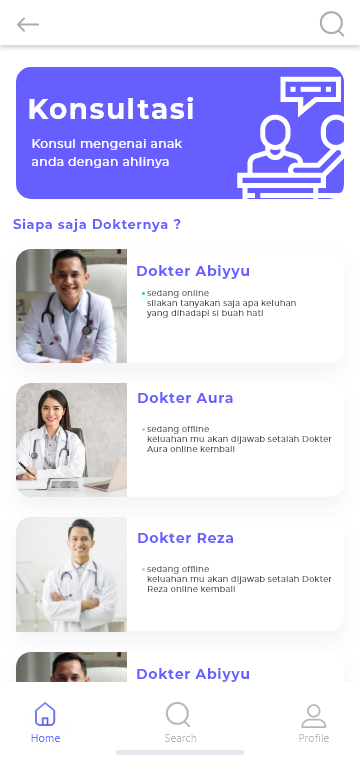 Konsultasi
Konsul mengenai anak
anda dengan ahlinya
Siapa saja Dokternya ?
Dokter Abiyyu
sedang online
silakan tanyakan saja apa keluhan
yang dihadapi si buah hati
Dokter Aura
sedang offline
keluahan mu akan dijawab setalah Dokter
Aura online kembali
Dokter Reza
sedang offline
keluahan mu akan dijawab setalah Dokter
Reza online kembali
Dokter Abiyyu
Home
Search
Profile